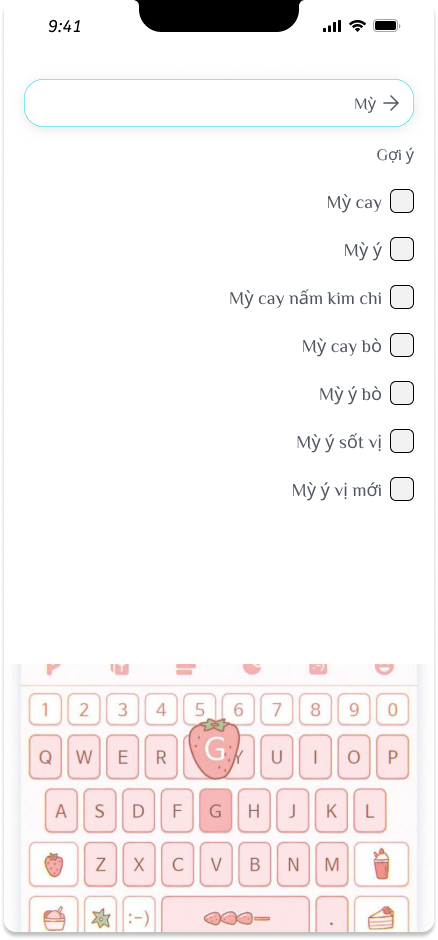 9:41
Mỳ
Gợi ý
Mỳ cay
Mỳ ý
Mỳ cay nấm kim chi
Mỳ cay bò
Mỳ ý bò
Mỳ ý sốt vị
Mỳ ý vị mới
1 2 3 4 5 6 7 8 9 0
Q W E R G Y U I O P
A S D F G H J K L
Z X C V B N M
:-) .